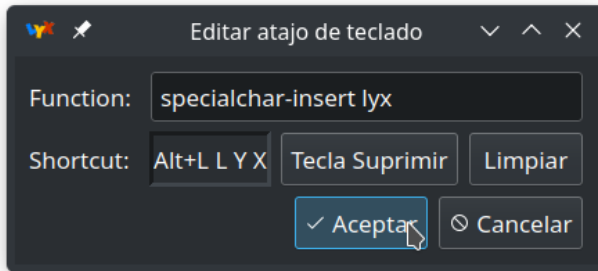 Editar atajo de teclado
Function: specialchar-insert lyx
Shortcut: Alt+L L Y X Tecla Suprimir Limpiar
Aceptar Cancelar